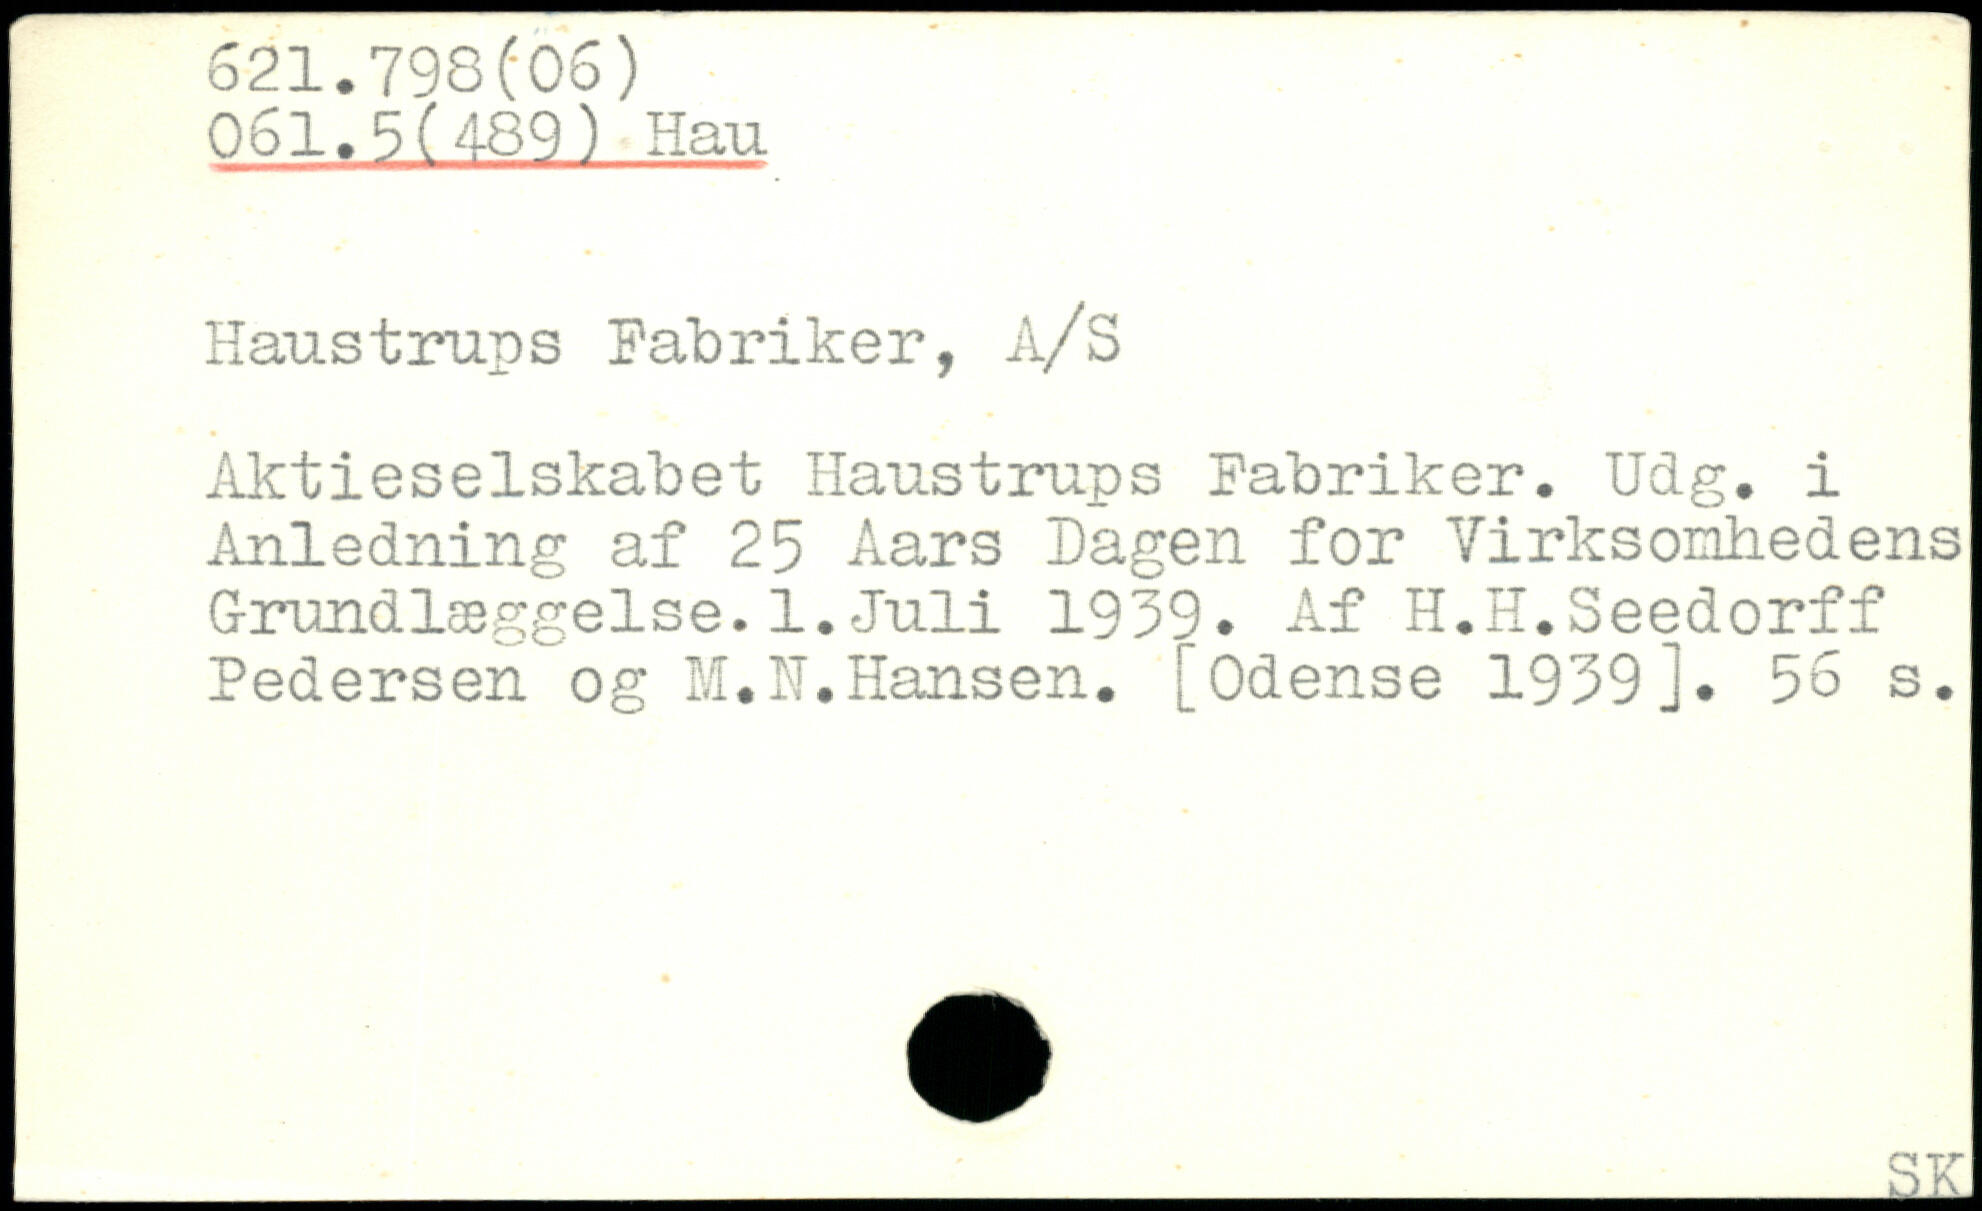 621.798(06)
061.5(489) Hau
Haustrups Fabriker, A/S
Aktieselskabet Haustrups Fabriker. Udg. i
Anledning af 25 Aars Dagen for Virksomhedens
Grundlæggelse.1.Juli 1939. Af H.H.Seedorff
Pedersen og M.N.Hansen. [Odense 1939]. 56 s.
SK